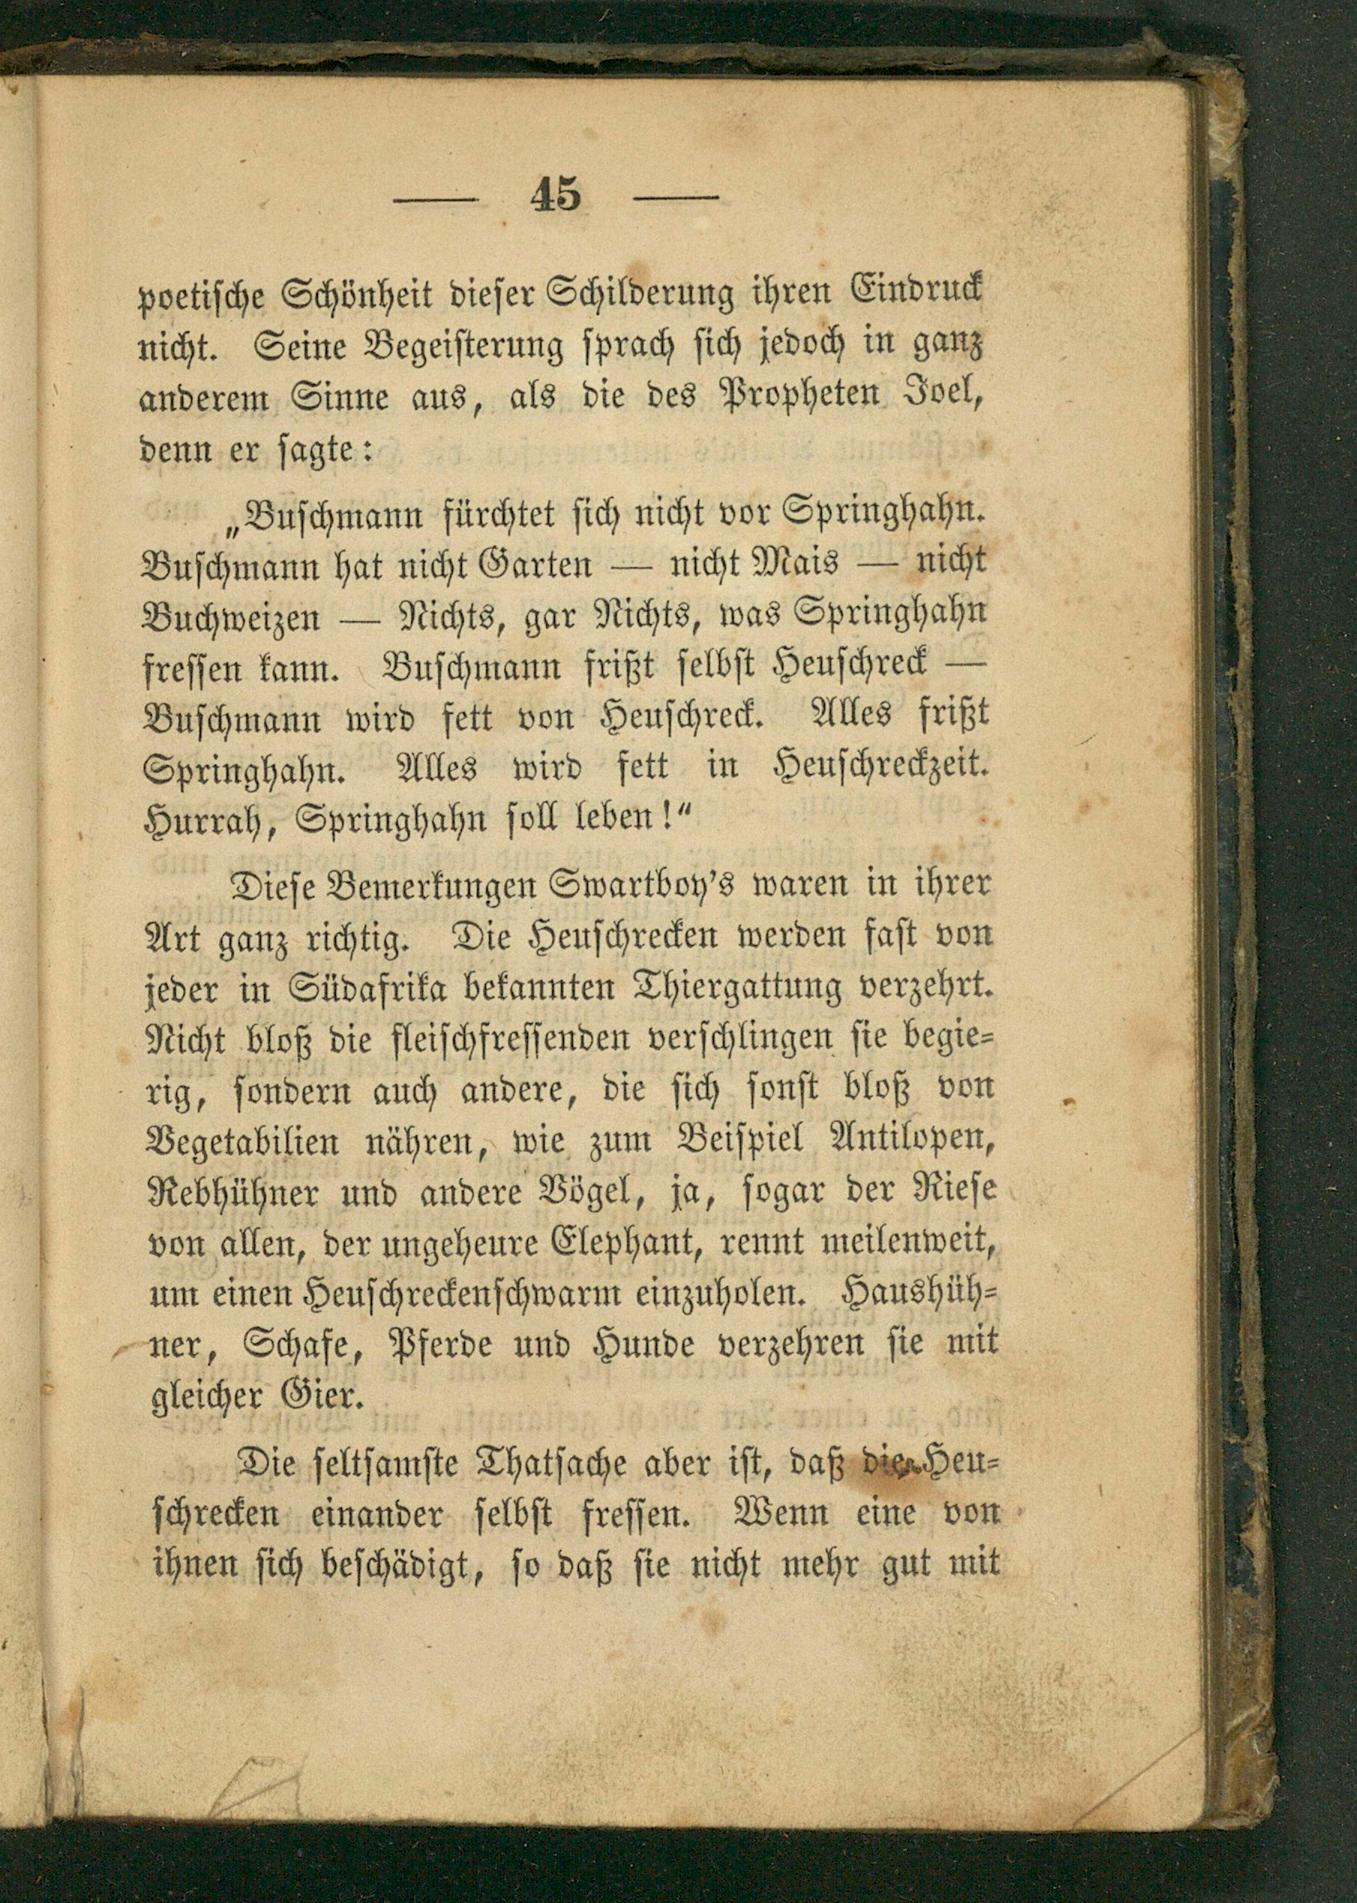 — 45 —
poetische Schönheit dieser Schilderung ihren Eindruck
nicht. Seine Begeisterung sprach sich jedoch in ganz
anderem Sinne aus, als die des Propheten Joel,
denn er sagte:
„Buschmann fürchtet sich nicht vor Springhahn.
Buschmann hat nicht Garten — nicht Mais — nicht
Buchweizen — Nichts, gar Nichts, was Springhahn
fressen kann. Buschmann frißt selbst Heuschreck —
Buschmann wird fett von Heuschreck. Alles frißt
Springhahn. Alles wird fett in Heuschreckzeit.
Hurrah, Springhahn soll leben!“
Diese Bemerkungen Swartboy's waren in ihrer
Art ganz richtig. Die Heuschrecken werden fast von
jeder in Südafrika bekannten Thiergattung verzehrt.
Nicht bloß die fleischfressenden verschlingen sie begie-
rig, sondern auch andere, die sich sonst bloß von
Vegetabilien nähren, wie zum Beispiel Antilopen,
Rebhühner und andere Vögel, ja, sogar der Riese
von allen, der ungeheure Elephant, rennt meilenweit,
um einen Heuschreckenschwarm einzuholen. Haushüh-
ner, Schafe, Pferde und Hunde verzehren sie mit
gleicher Gier.
Die seltsamste Thatsache aber ist, daß die Heu-
schrecken einander selbst fressen. Wenn eine von
ihnen sich beschädigt, so daß sie nicht mehr gut mit